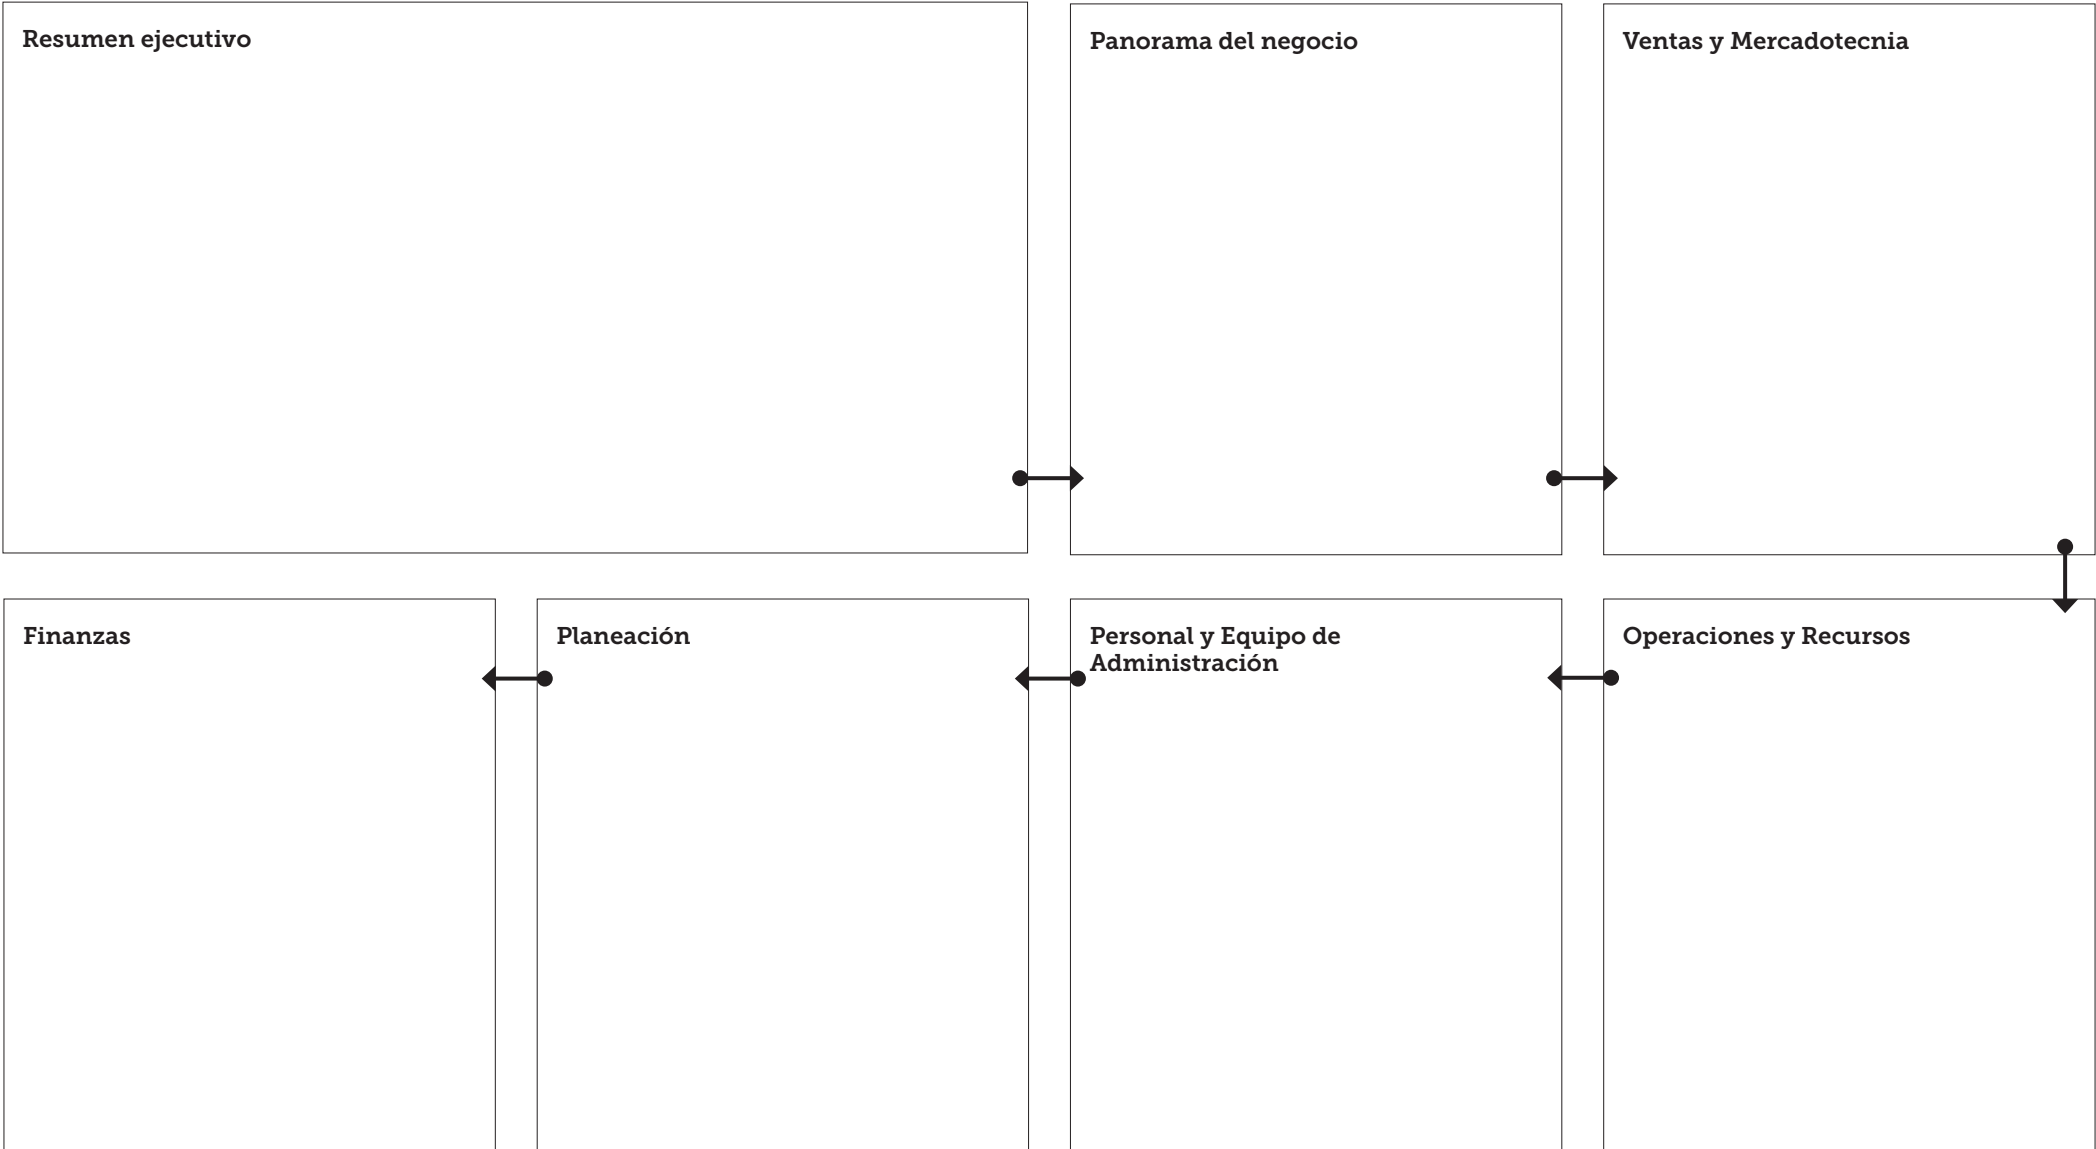 Resumen ejecutivo
Panorama del negocio
Ventas y Mercadotecnia
Finanzas
Planeación
Personal y Equipo de
Administración
Operaciones y Recursos